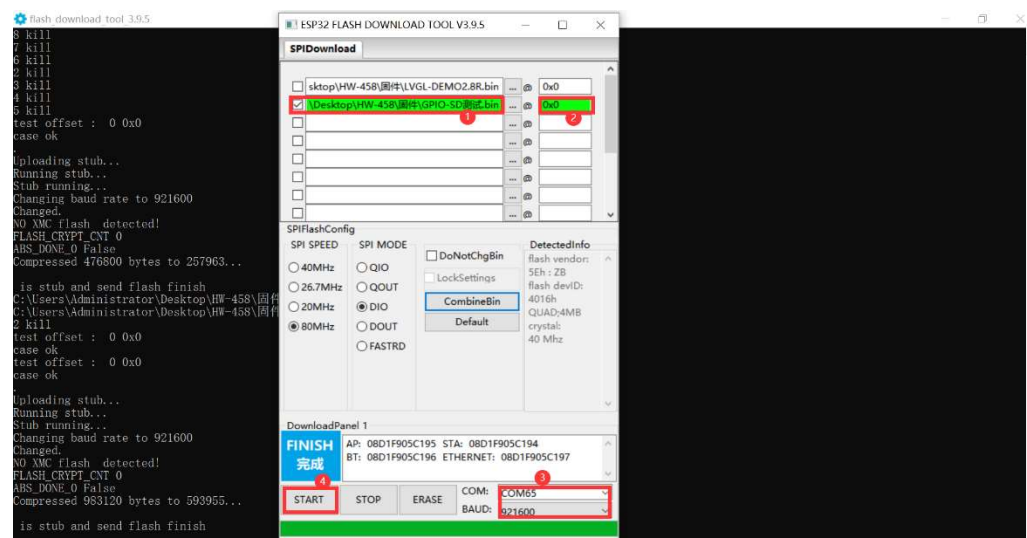 flash_download_tool_3.9.5
8 kill
7 kill
6 kill
2 kill
3 kill
4 kill
5 kill
test offset :  0 0x0
case ok
.
Uploading stub...
Running stub...
Stub running...
Changing baud rate to 921600
Changed.
NO XMC flash  detected!
FLASH_CRYPT_CNT 0
ABS_DONE_0 False
Compressed 476800 bytes to 257963...
is stub and send flash finish
C:\Users\Administrator\Desktop\HW-458\固件
C:\Users\Administrator\Desktop\HW-458\固件
2 kill
test offset :  0 0x0
case ok
test offset :  0 0x0
case ok
.
Uploading stub...
Running stub...
Stub running...
Changing baud rate to 921600
Changed.
NO XMC flash  detected!
FLASH_CRYPT_CNT 0
ABS_DONE_0 False
Compressed 983120 bytes to 593955...
is stub and send flash finish
ESP32 FLASH DOWNLOAD TOOL V3.9.5
SPIDownload
sktop\HW-458\固件\LVGL-DEMO2.8R.bin ... @ 0x0
\Desktop\HW-458\固件\GPIO-SD测试.bin ... @ 0x0
1 2
... @
... @
... @
... @
... @
... @
SPIFlashConfig
SPI SPEED
40MHz
26.7MHz
20MHz
80MHz
SPI MODE
QIO
QOUT
DIO
DOUT
FASTRD
DoNotChgBin
LockSettings
CombineBin
Default
DetectedInfo
flash vendor:
5Eh : ZB
flash devID:
4016h
QUAD;4MB
crystal:
40 Mhz
DownloadPanel 1
FINISH
完成
AP: 08D1F905C195 STA: 08D1F905C194
BT: 08D1F905C196 ETHERNET: 08D1F905C197
4 3
START STOP ERASE
COM: COM65
BAUD: 921600